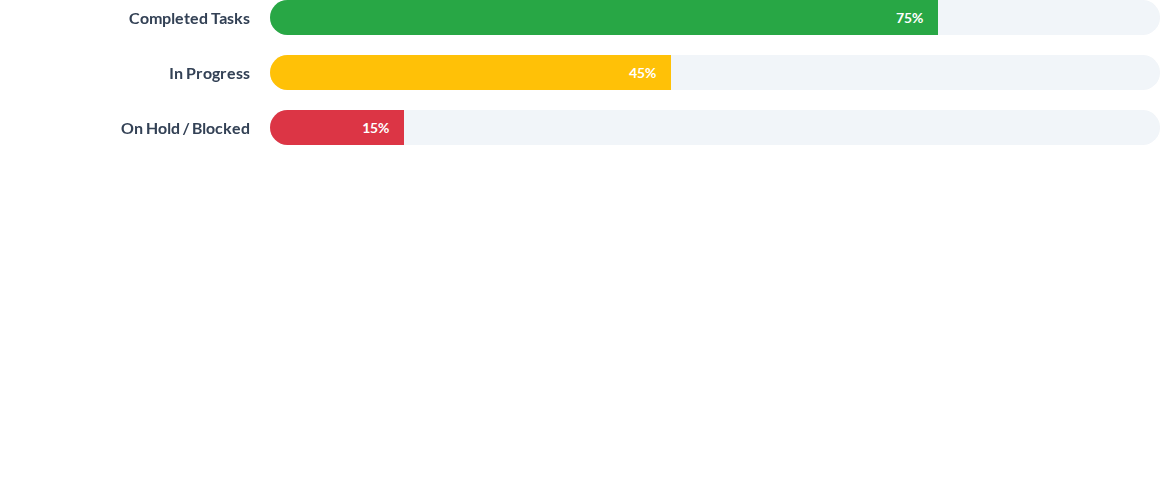 Completed Tasks 75%
In Progress 45%
On Hold / Blocked 15%